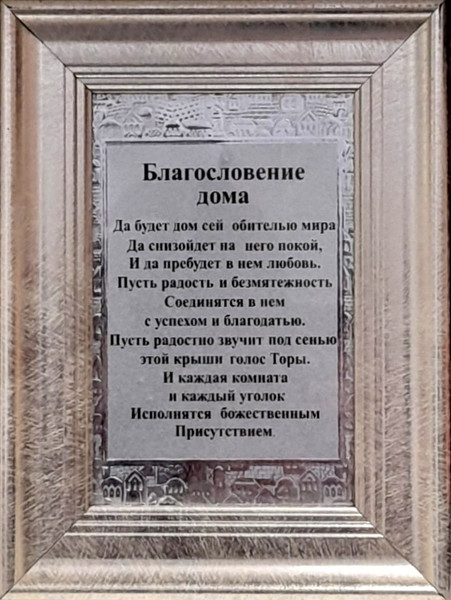 Благословение
дома
Да будет дом сей обителью мира
Да снизойдет на него покой,
И да пребудет в нем любовь.
Пусть радость и безмятежность
Соединятся в нем
с успехом и благодатью.
Пусть радостно звучит под сенью
этой крыши голос Торы.
И каждая комната
и каждый уголок
Исполнятся божественным
Присутствием.